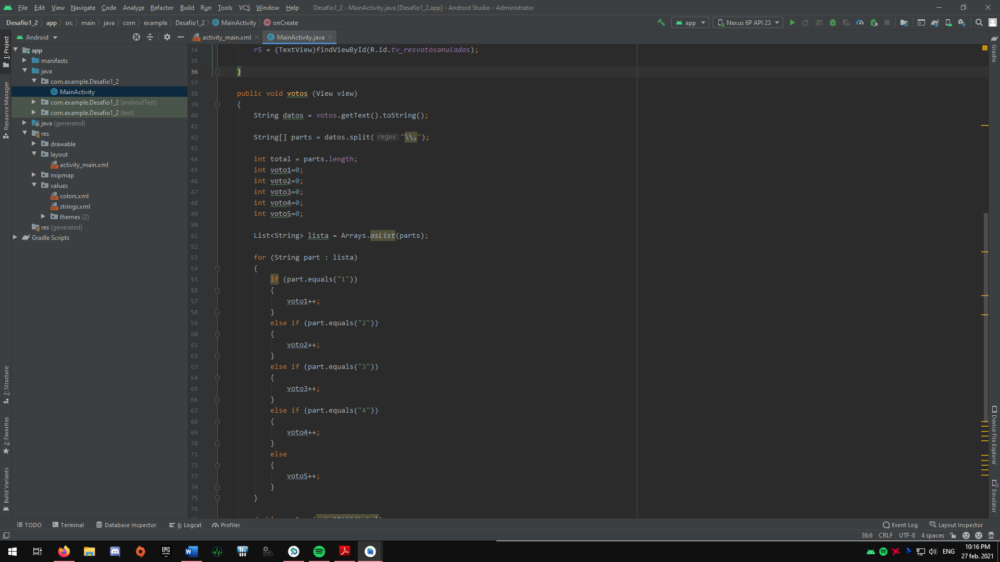 File Edit View Navigate Code Analyze Refactor Build Run Tools VCS Window Help Desafio1_2 - MainActivity.java [Desafio1_2.app] - Android Studio - Administrator
Desafio1_2 app src main java com example Desafio1_2 MainActivity onCreate app Nexus 6P API 23
Android activity_main.xml MainActivity.java
1: Project
Resource Manager
7: Structure
2: Favorites
Build Variants
app
manifests
java
com.example.Desafio1_2
MainActivity
com.example.Desafio1_2 (androidTest)
com.example.Desafio1_2 (test)
java (generated)
res
drawable
layout
activity_main.xml
mipmap
values
colors.xml
strings.xml
themes (2)
res (generated)
Gradle Scripts
34 r5 = (TextView)findViewById(R.id.tv_resvotosanulados);
35
36 }
37
38 public void votos (View view)
39 {
40 String datos = votos.getText().toString();
41
42 String[] parts = datos.split( regex: "\\,");
43
44 int total = parts.length;
45 int voto1=0;
46 int voto2=0;
47 int voto3=0;
48 int voto4=0;
49 int voto5=0;
50
51 List<String> lista = Arrays.asList(parts);
52
53 for (String part : lista)
54 {
55 if (part.equals("1"))
56 {
57 voto1++;
58 }
59 else if (part.equals("2"))
60 {
61 voto2++;
62 }
63 else if (part.equals("3"))
64 {
65 voto3++;
66 }
67 else if (part.equals("4"))
68 {
69 voto4++;
70 }
71 else
72 {
73 voto5++;
74 }
75 }
76
Gradle
Device File Explorer
Emulator
TODO Terminal Database Inspector 6: Logcat Profiler Event Log Layout Inspector
36:6 CRLF UTF-8 4 spaces
EPIC GAMES
ENG
10:16 PM
27 feb. 2021